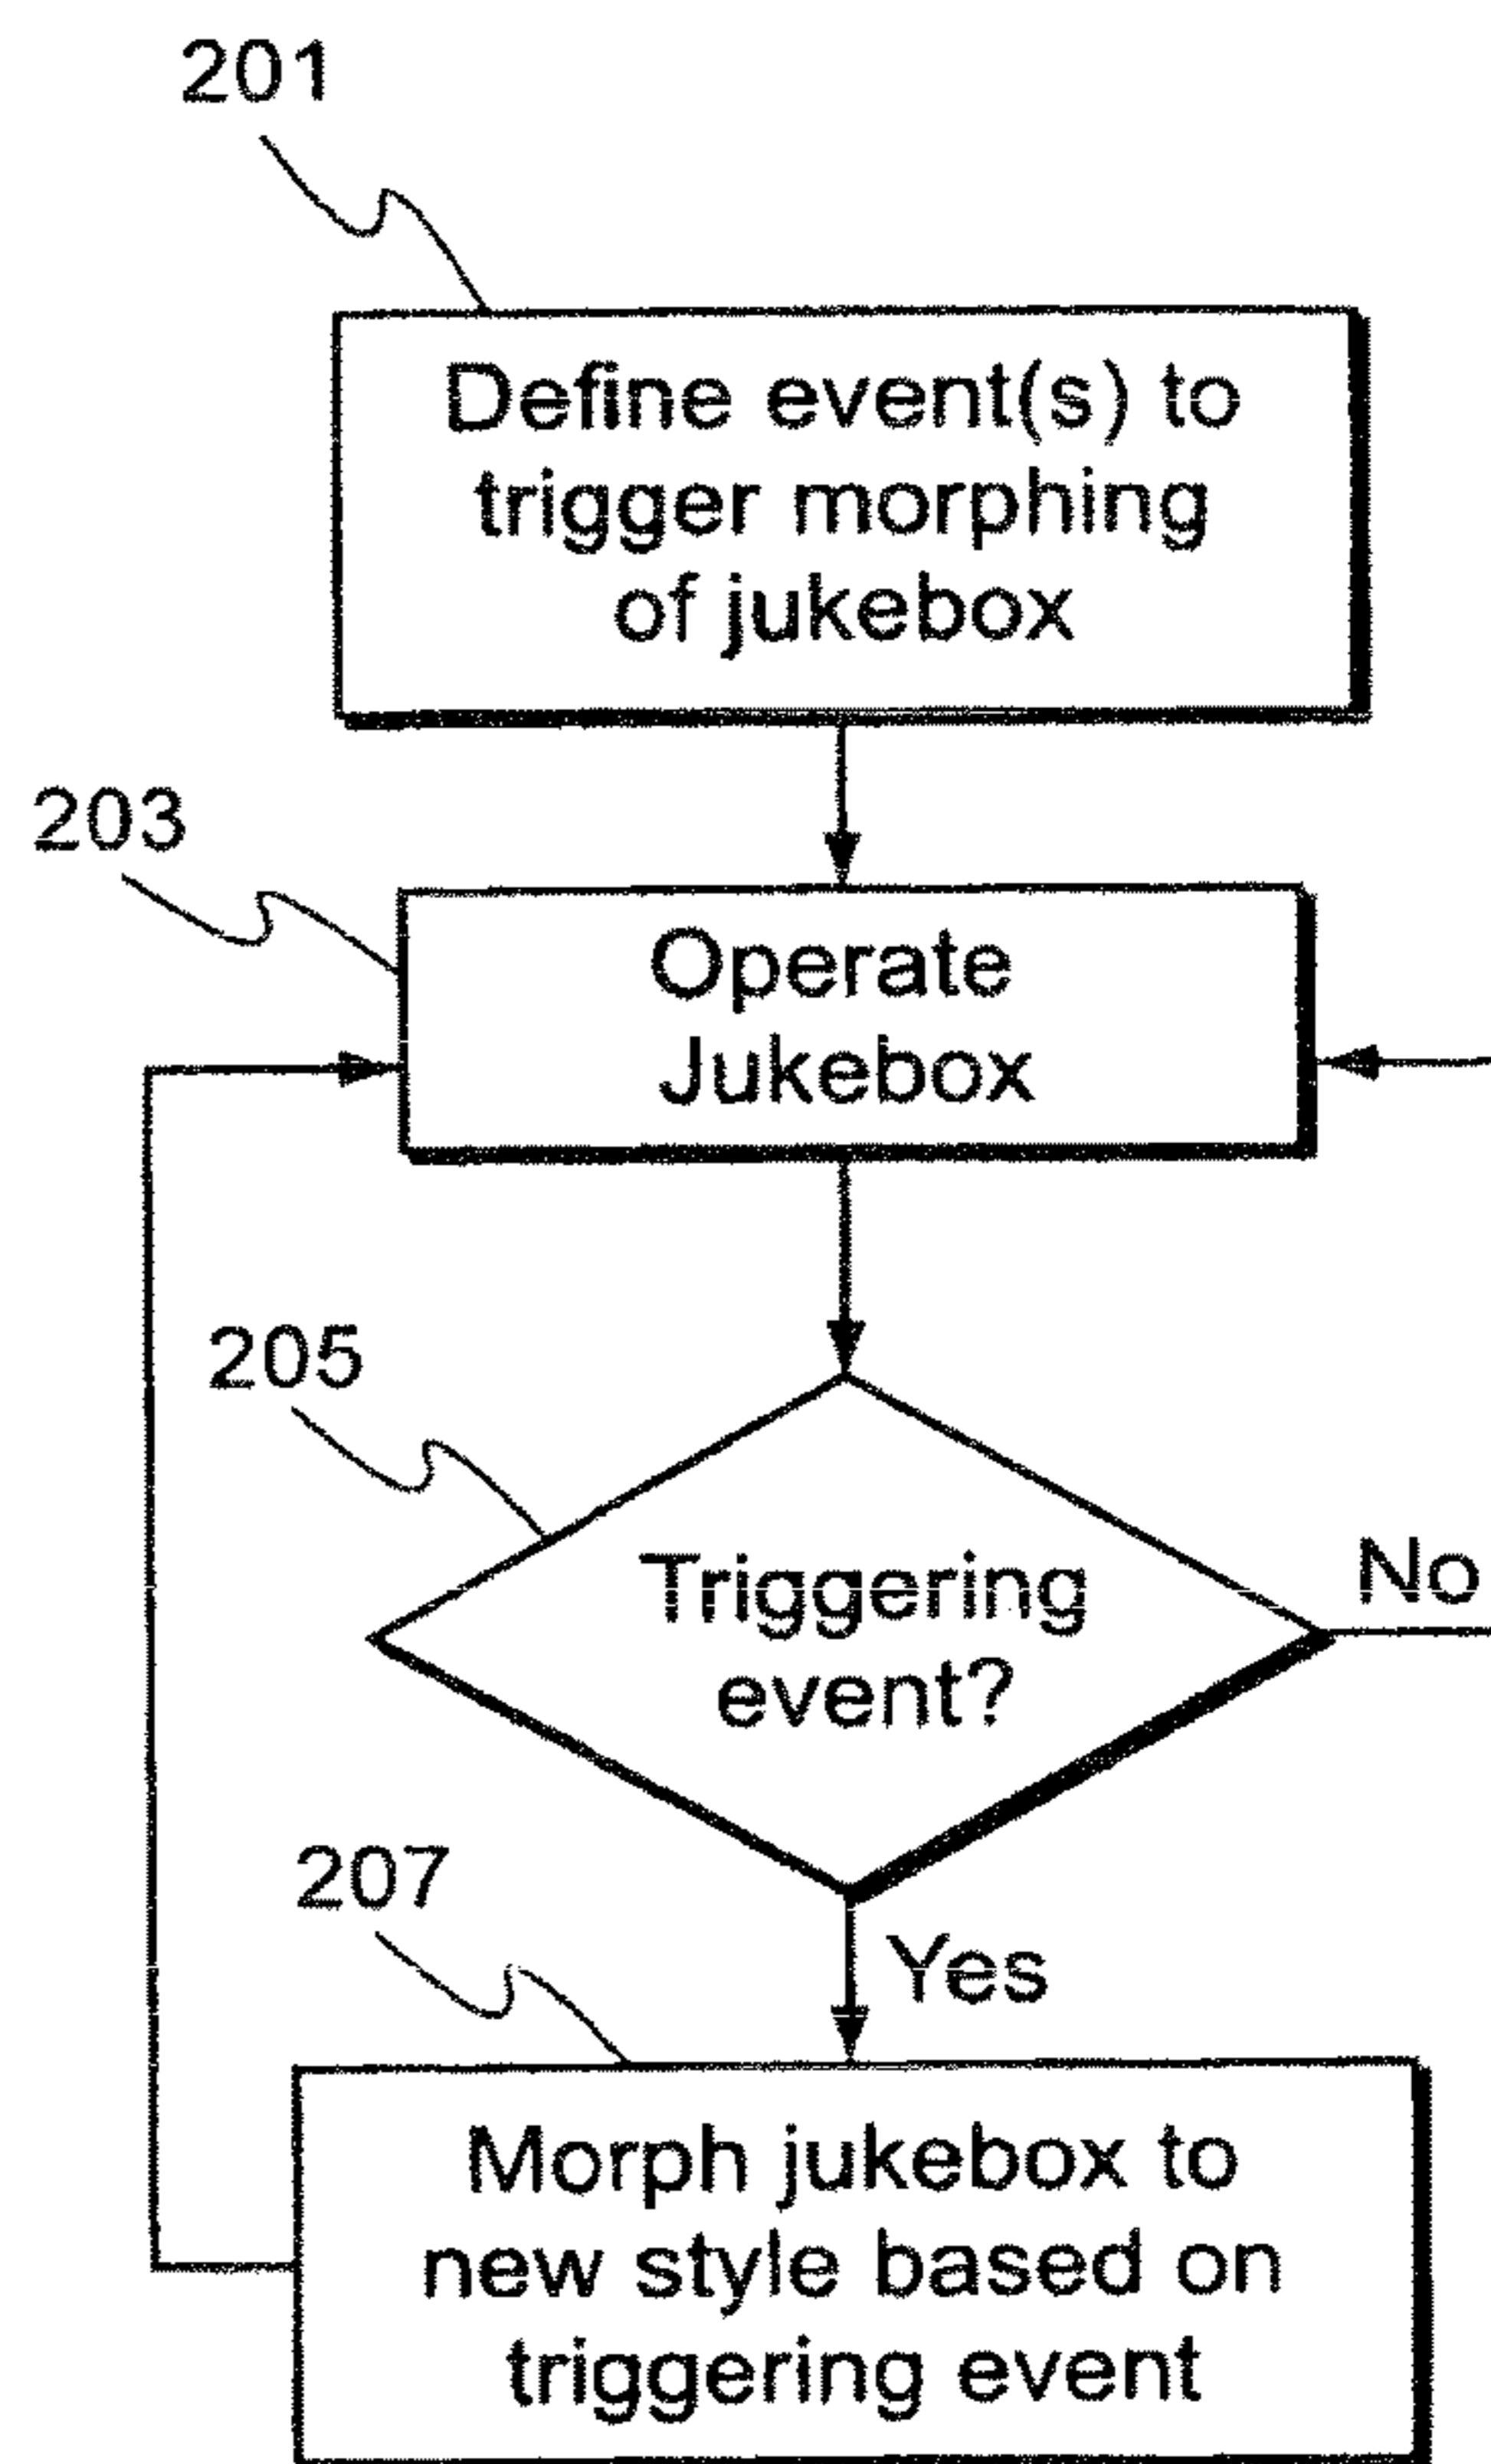 201
Define event(s) to
trigger morphing
of jukebox
203
Operate
Jukebox
205
Triggering
event?
No
207
Yes
Morph jukebox to
new style based on
triggering event